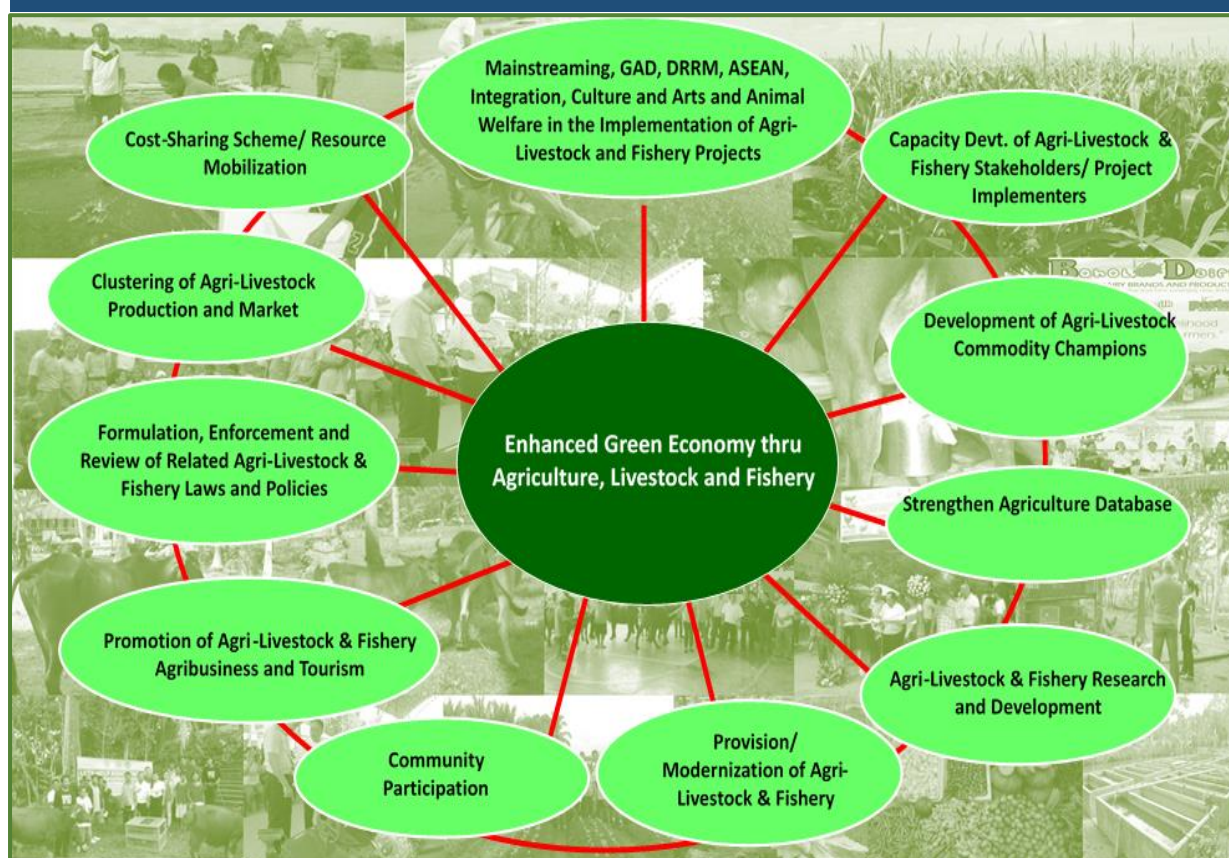 Mainstreaming, GAD, DRRM, ASEAN,
Integration, Culture and Arts and Animal
Welfare in the Implementation of Agri-
Livestock and Fishery Projects
Capacity Devt. of Agri-Livestock &
Fishery Stakeholders/ Project
Implementers
Development of Agri-Livestock
Commodity Champions
Strengthen Agriculture Database
Agri-Livestock & Fishery Research
and Development
Provision/
Modernization of Agri-
Livestock & Fishery
Community
Participation
Promotion of Agri-Livestock & Fishery
Agribusiness and Tourism
Formulation, Enforcement and
Review of Related Agri-Livestock &
Fishery Laws and Policies
Clustering of Agri-Livestock
Production and Market
Cost-Sharing Scheme/ Resource
Mobilization
Enhanced Green Economy thru
Agriculture, Livestock and Fishery